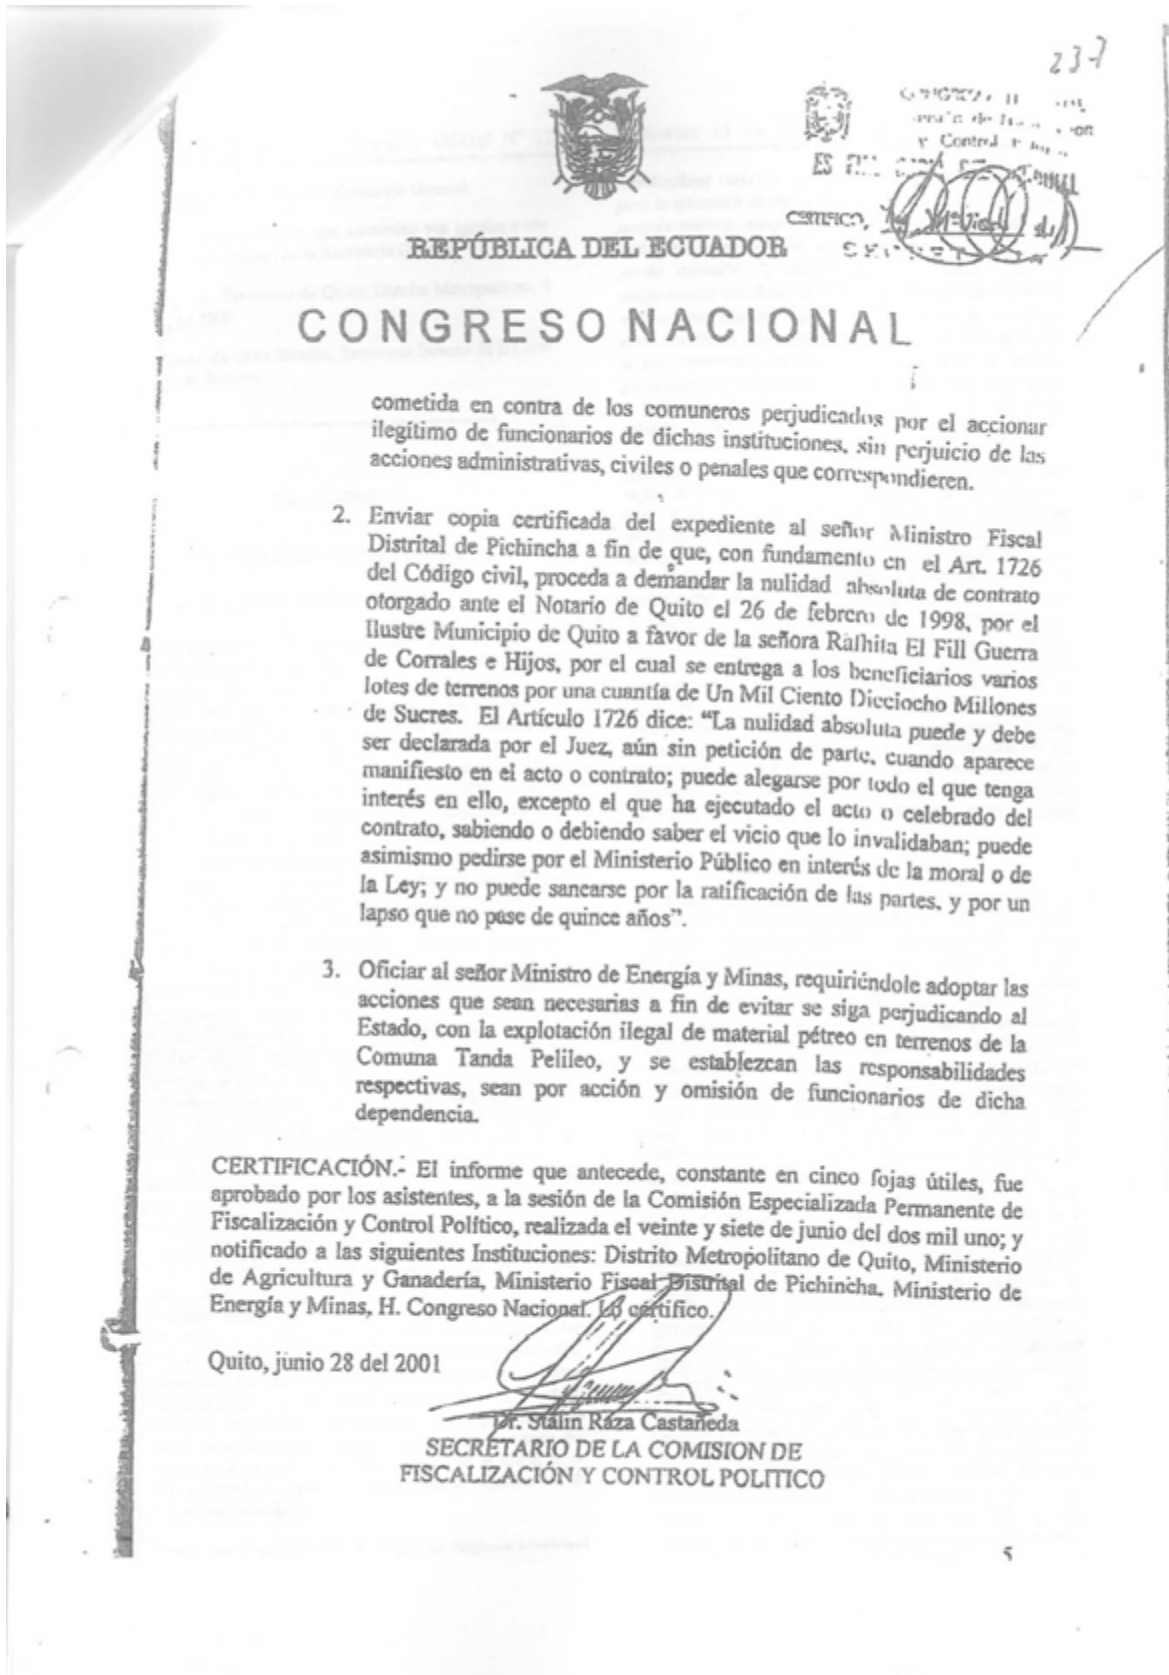 237
ES FIEL
CERTIFICO,
REPÚBLICA DEL ECUADOR
CONGRESO NACIONAL
cometida en contra de los comuneros perjudicados por el accionar
ilegítimo de funcionarios de dichas instituciones, sin perjuicio de las
acciones administrativas, civiles o penales que correspondieren.
2. Enviar copia certificada del expediente al señor Ministro Fiscal
Distrital de Pichincha a fin de que, con fundamento en el Art. 1726
del Código civil, proceda a demandar la nulidad absoluta de contrato
otorgado ante el Notario de Quito el 26 de febrero de 1998, por el
Ilustre Municipio de Quito a favor de la señora Ralhila El Fill Guerra
de Corrales e Hijos, por el cual se entrega a los beneficiarios varios
lotes de terrenos por una cuantía de Un Mil Ciento Dieciocho Millones
de Sucres. El Artículo 1726 dice: “La nulidad absoluta puede y debe
ser declarada por el Juez, aún sin petición de parte, cuando aparece
manifiesto en el acto o contrato; puede alegarse por todo el que tenga
interés en ello, excepto el que ha ejecutado el acto o celebrado del
contrato, sabiendo o debiendo saber el vicio que lo invalidaban; puede
asimismo pedirse por el Ministerio Público en interés de la moral o de
la Ley; y no puede sanearse por la ratificación de las partes, y por un
lapso que no pase de quince años”.
3. Oficiar al señor Ministro de Energía y Minas, requiriéndole adoptar las
acciones que sean necesarias a fin de evitar se siga perjudicando al
Estado, con la explotación ilegal de material pétreo en terrenos de la
Comuna Tanda Pelileo, y se establezcan las responsabilidades
respectivas, sean por acción y omisión de funcionarios de dicha
dependencia.
CERTIFICACIÓN.- El informe que antecede, constante en cinco fojas útiles, fue
aprobado por los asistentes, a la sesión de la Comisión Especializada Permanente de
Fiscalización y Control Político, realizada el veinte y siete de junio del dos mil uno; y
notificado a las siguientes Instituciones: Distrito Metropolitano de Quito, Ministerio
de Agricultura y Ganadería, Ministerio Fiscal Distrital de Pichincha, Ministerio de
Energía y Minas, H. Congreso Nacional. Lo certifico.
Quito, junio 28 del 2001
Dr. Stalin Raza Castañeda
SECRETARIO DE LA COMISION DE
FISCALIZACIÓN Y CONTROL POLITICO
5